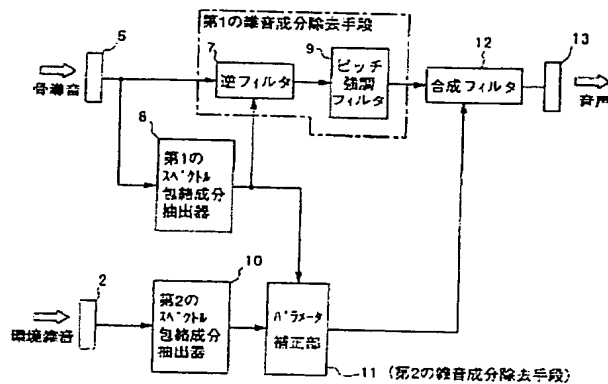 第1の雑音成分除去手段
5
7
9
12
13
骨導音
逆フィルタ
ピッチ
強調
フィルタ
合成フィルタ
音声
8
第1の
スペクトル
包絡成分
抽出器
2
10
環境雑音
第2の
スペクトル
包絡成分
抽出器
パラメータ
補正部
11 (第2の雑音成分除去手段)